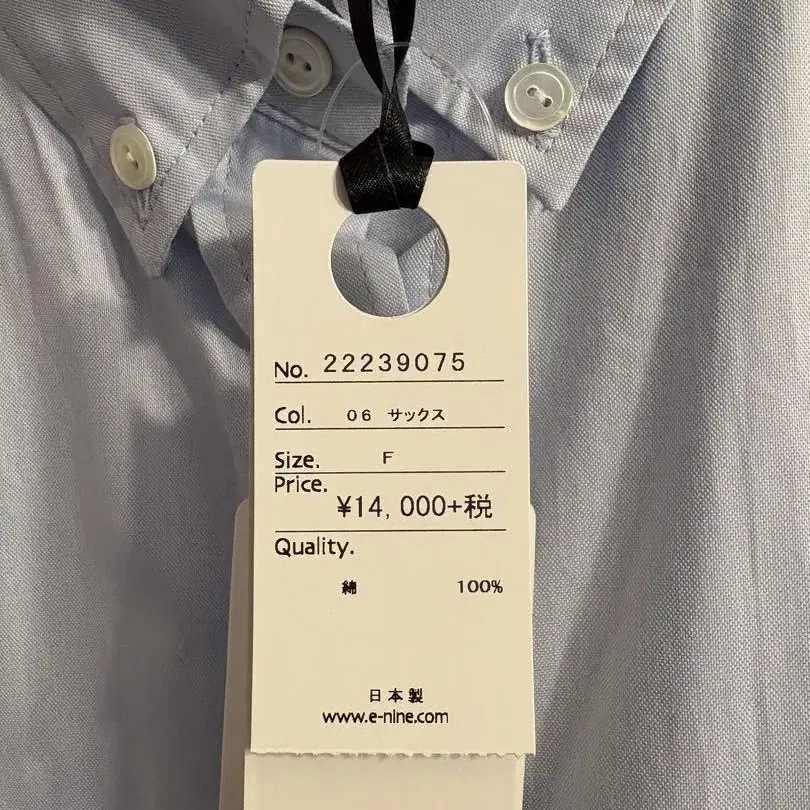 No. 22239075
Col. 06 サックス
Size. F
Price.
¥14,000+税
Quality.
綿 100%
日本製
www.e-nine.com